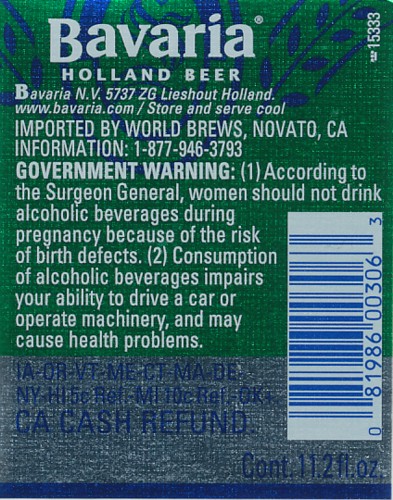 Bavaria®
HOLLAND BEER
Bavaria N.V. 5737 ZG Lieshout Holland.
www.bavaria.com / Store and serve cool
IMPORTED BY WORLD BREWS, NOVATO, CA
INFORMATION: 1-877-946-3793
GOVERNMENT WARNING: (1) According to
the Surgeon General, women should not drink
alcoholic beverages during
pregnancy because of the risk
of birth defects. (2) Consumption
of alcoholic beverages impairs
your ability to drive a car or
operate machinery, and may
cause health problems.
IA-OR-VT-ME-CT-MA-DE-
NY-HI 5c Ref.-MI 10c Ref.-OK+
CA CASH REFUND.
Cont. 11.2fl.oz.
15333
0 81986 00306 3